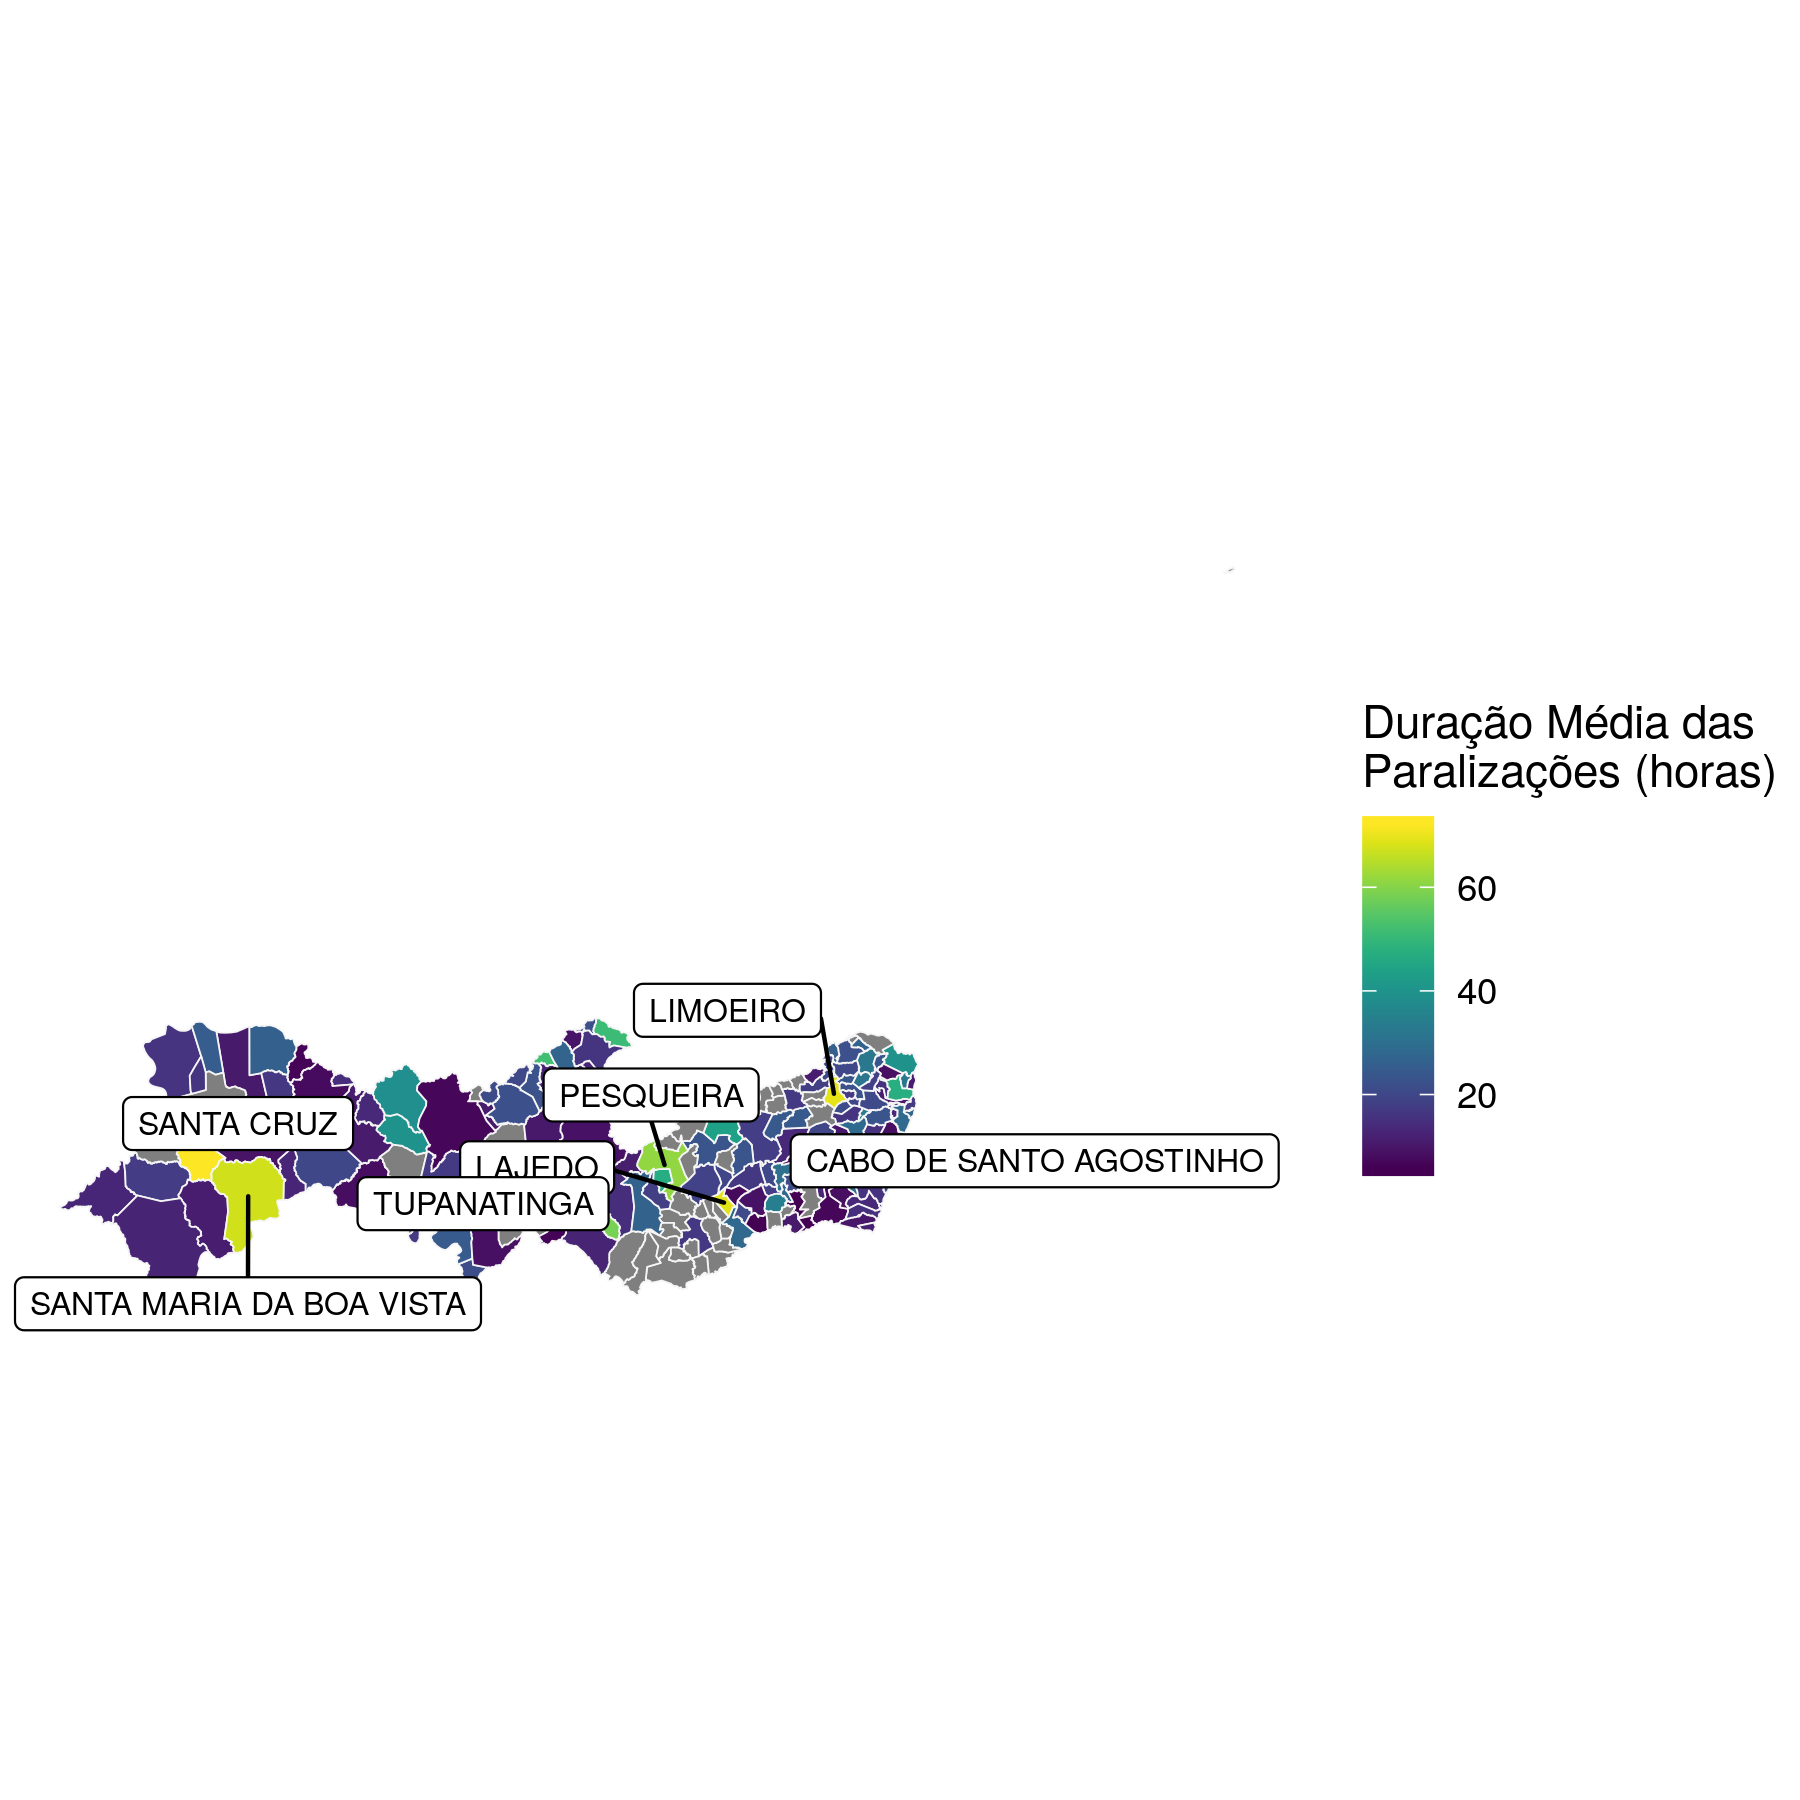 Duração Média das
Paralizações (horas)
60
40
20
LIMOEIRO
PESQUEIRA
SANTA CRUZ
LAJEDO
CABO DE SANTO AGOSTINHO
TUPANATINGA
SANTA MARIA DA BOA VISTA